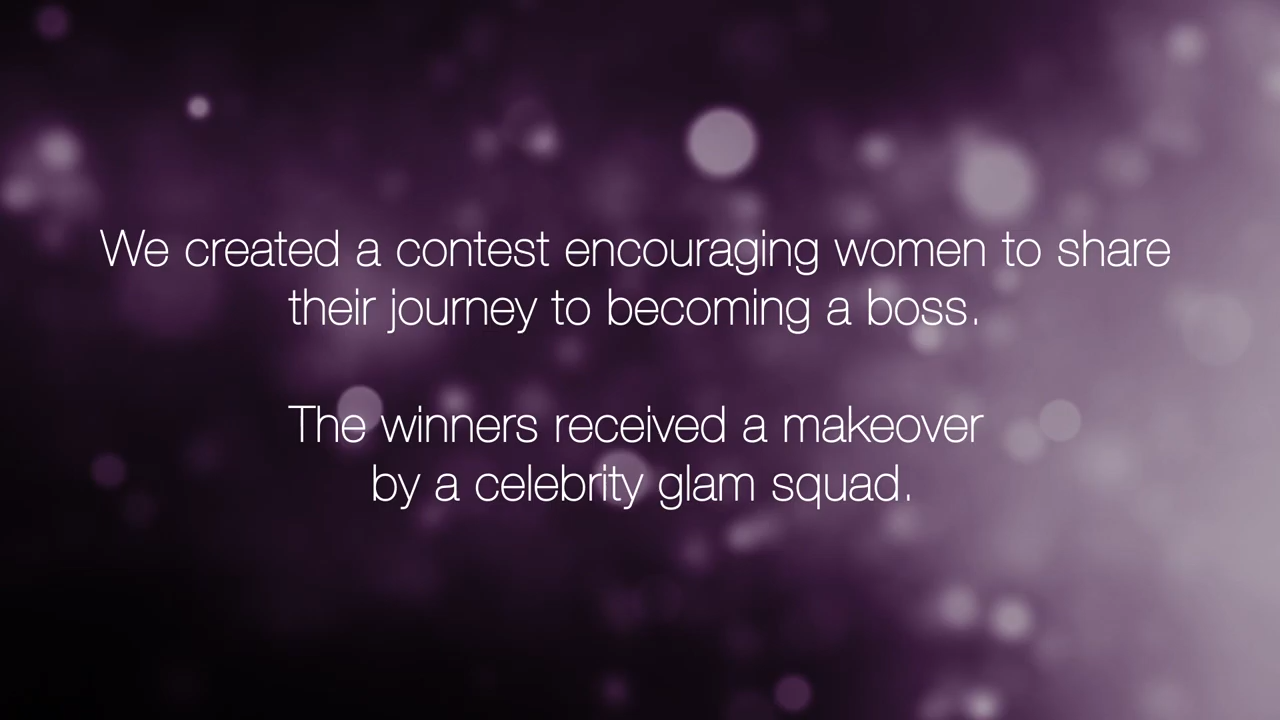 We created a contest encouraging women to share
their journey to becoming a boss.
The winners received a makeover
by a celebrity glam squad.